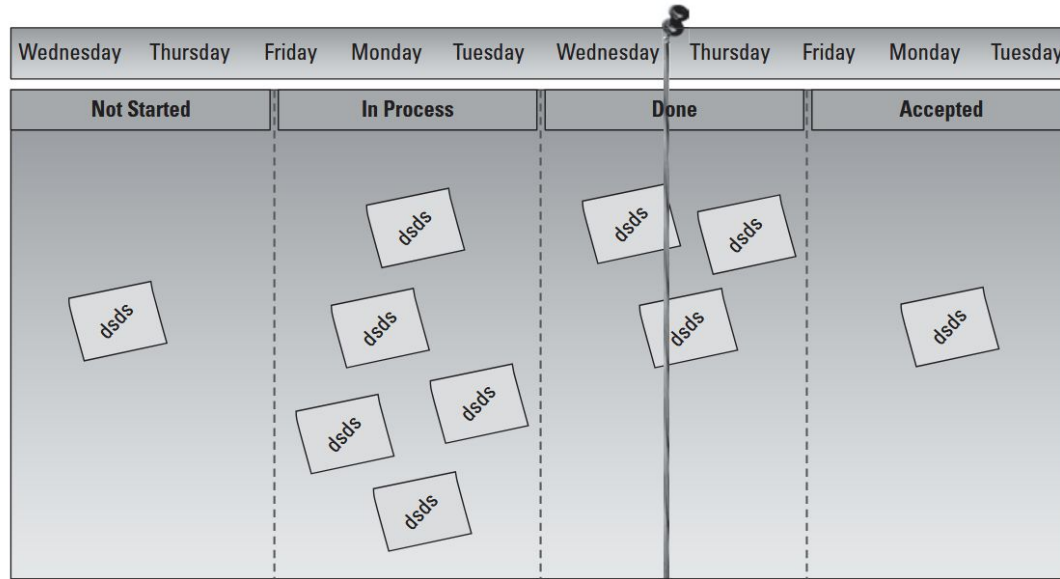 Wednesday Thursday Friday Monday Tuesday Wednesday Thursday Friday Monday Tuesday
Not Started In Process Done Accepted
dsds
dsds
dsds
dsds
dsds
dsds
dsds
dsds
dsds
dsds